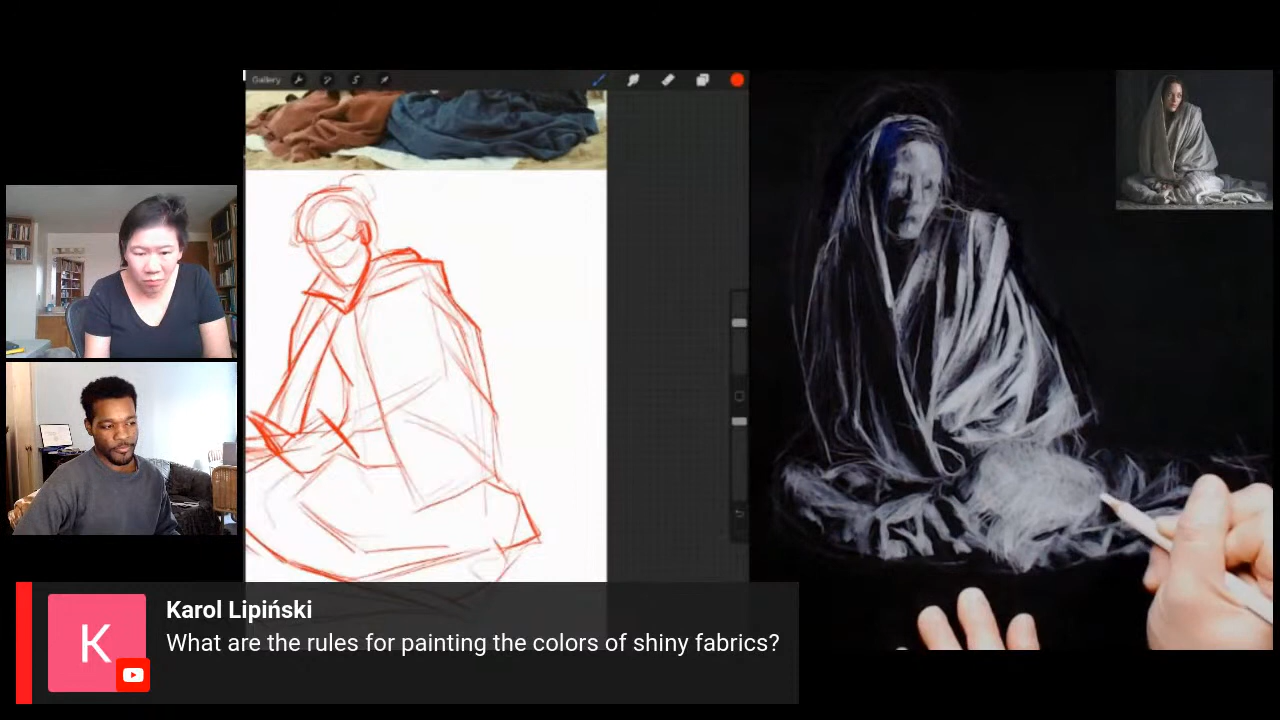 Gallery
K
Karol Lipiński
What are the rules for painting the colors of shiny fabrics?